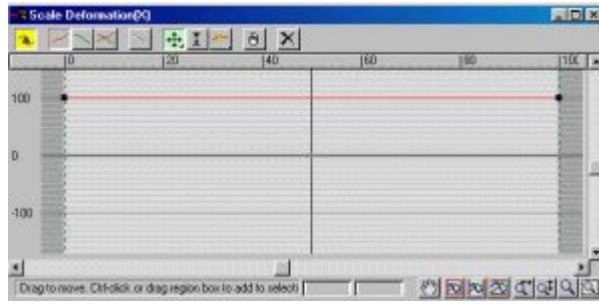 Scale Deformation(X)
0 20 40 60 80 100
100
0
-100
Drag to move. Ctrl-click or drag region box to add to selecti